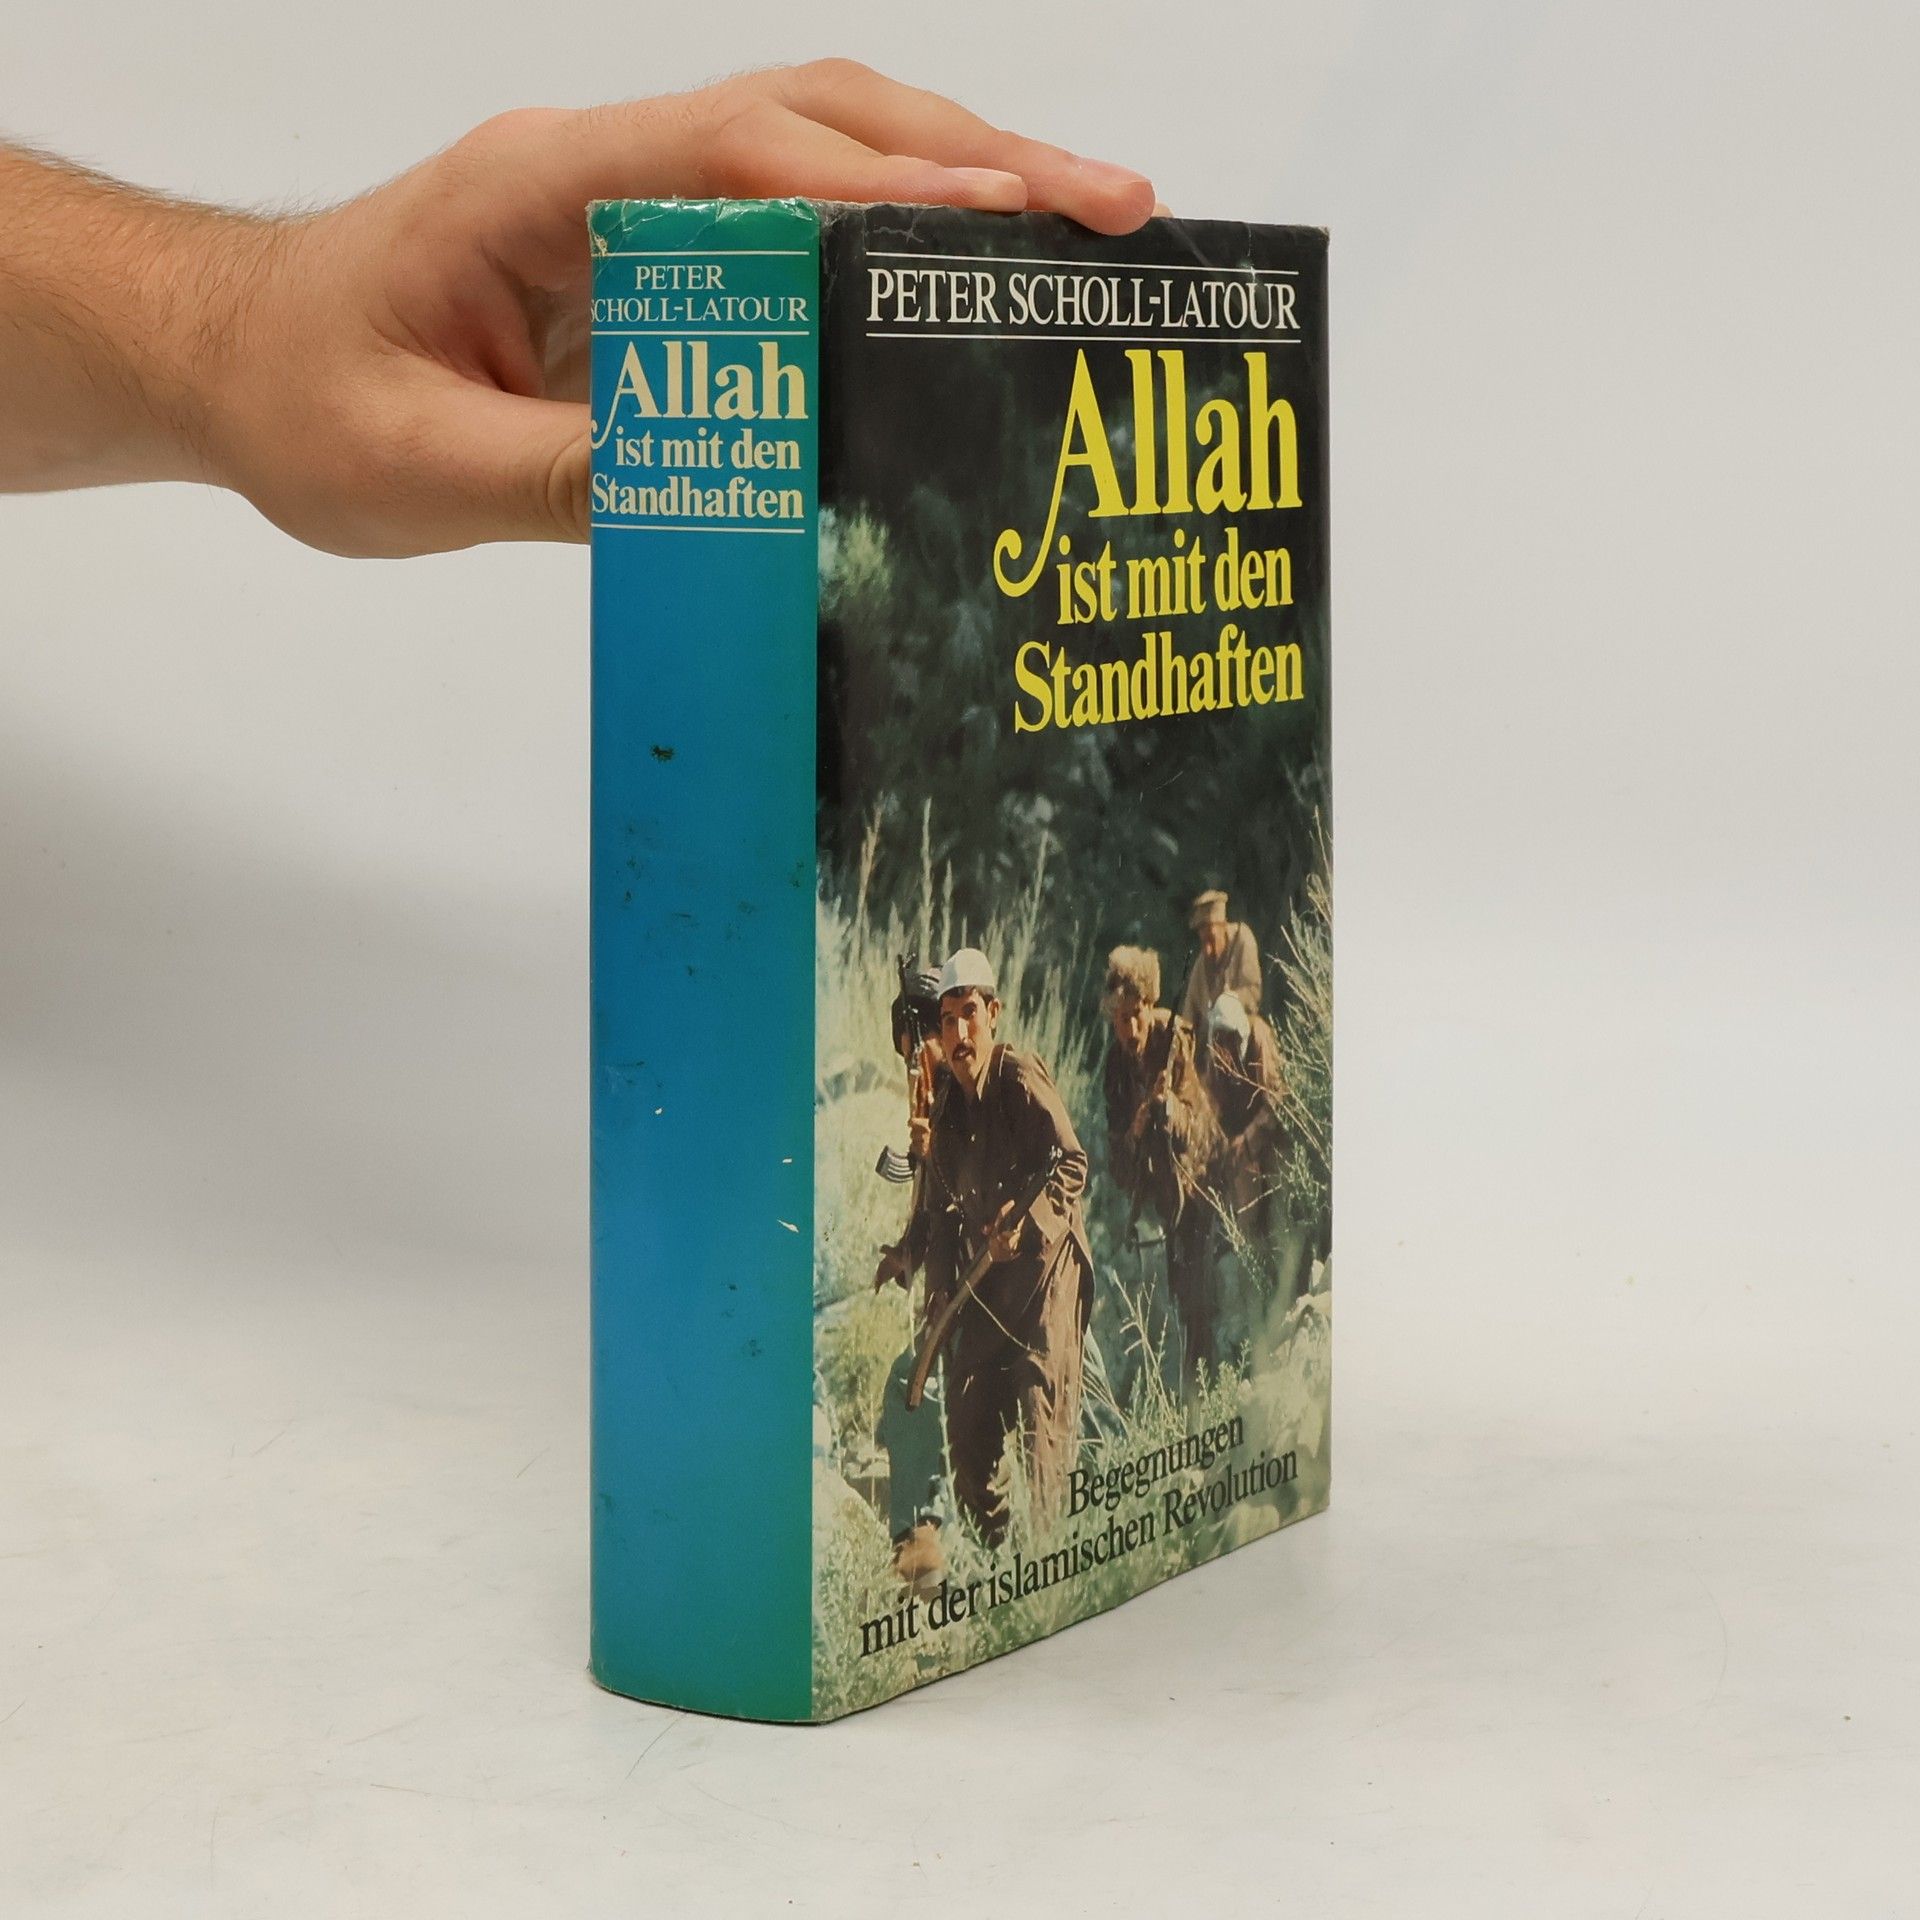 PETER
SCHOLL-LATOUR
Allah
ist mit den
Standhaften
PETER SCHOLL-LATOUR
Allah
ist mit den
Standhaften
Begegnungen
mit der islamischen Revolution